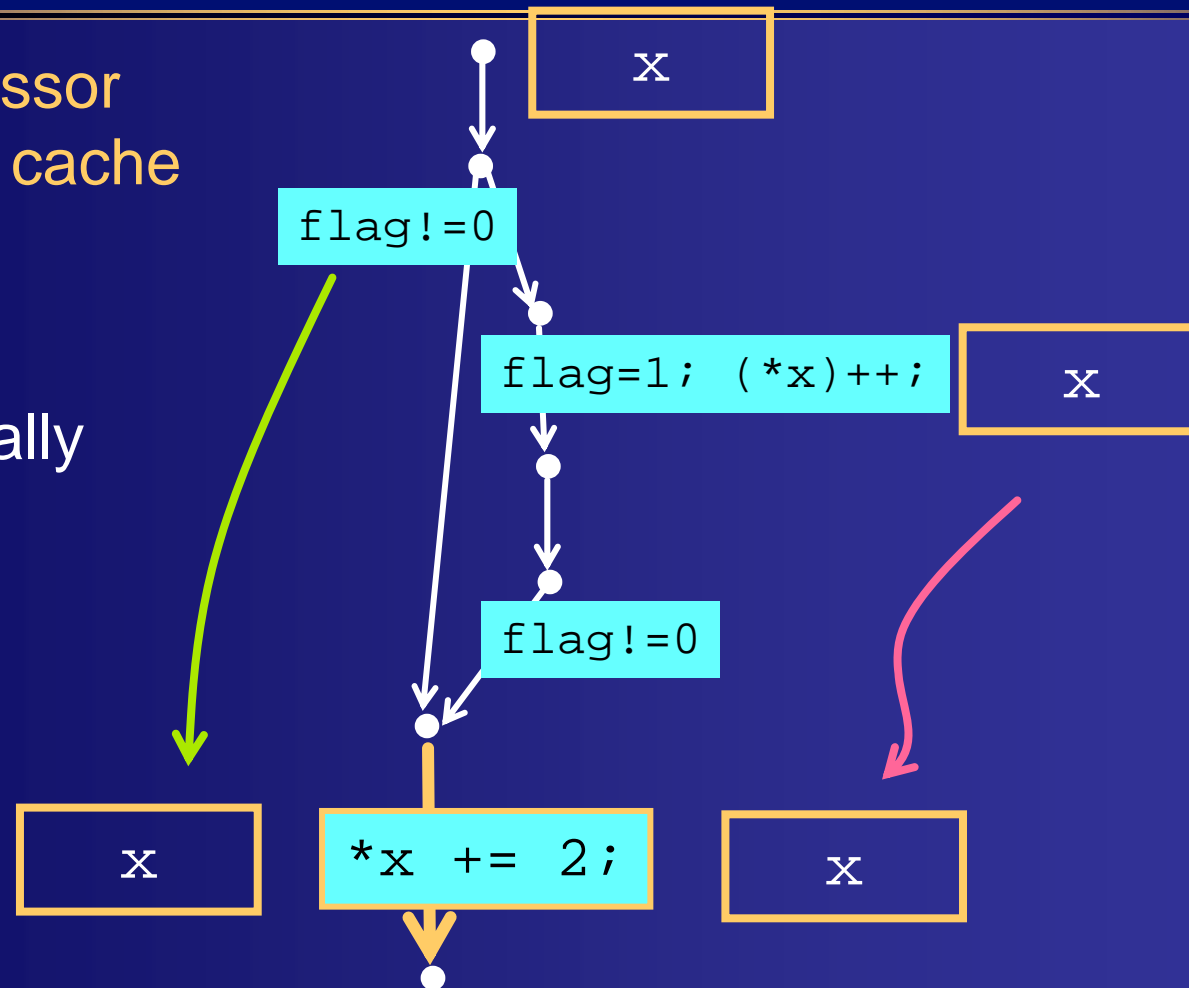 x
ssor
cache
flag!=0
flag=1; (*x)++;
x
ally
flag!=0
x
*x += 2;
x